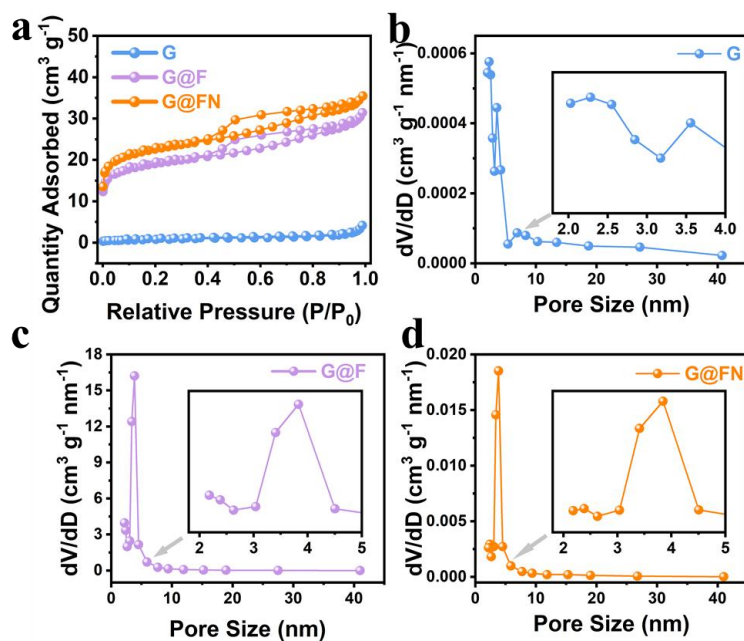 a
G
G@F
G@FN
50
40
30
20
10
0
Quantity Adsorbed (cm³ g⁻¹)
0.0 0.2 0.4 0.6 0.8 1.0
Relative Pressure (P/P₀)
b
G
0.0006
0.0004
0.0002
0.0000
dV/dD (cm³ g⁻¹ nm⁻¹)
2.0 2.5 3.0 3.5 4.0
0 10 20 30 40
Pore Size (nm)
c
G@F
18
15
12
9
6
3
0
dV/dD (cm³ g⁻¹ nm⁻¹)
2 3 4 5
0 10 20 30 40
Pore Size (nm)
d
G@FN
0.020
0.015
0.010
0.005
0.000
dV/dD (cm³ g⁻¹ nm⁻¹)
2 3 4 5
0 10 20 30 40
Pore Size (nm)